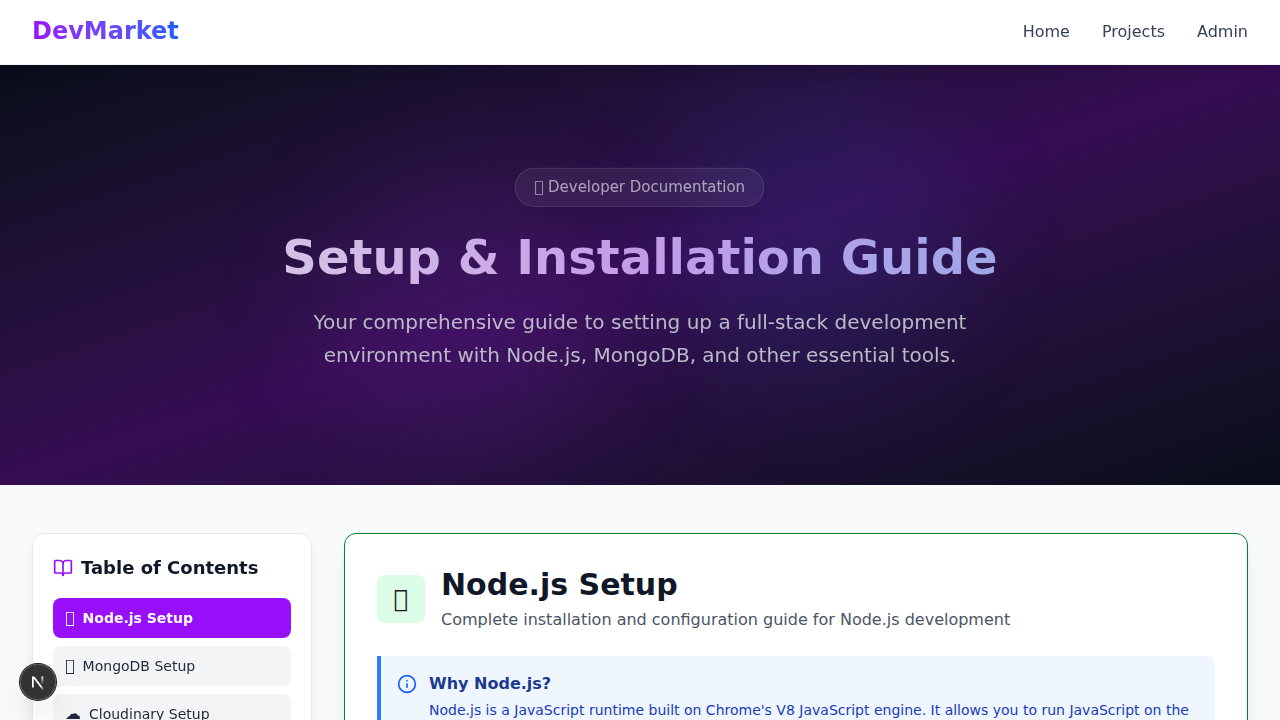 DevMarket
Home Projects Admin
Developer Documentation
Setup & Installation Guide
Your comprehensive guide to setting up a full-stack development
environment with Node.js, MongoDB, and other essential tools.
Table of Contents
Node.js Setup
MongoDB Setup
Cloudinary Setup
N
Node.js Setup
Complete installation and configuration guide for Node.js development
Why Node.js?
Node.js is a JavaScript runtime built on Chrome's V8 JavaScript engine. It allows you to run JavaScript on the